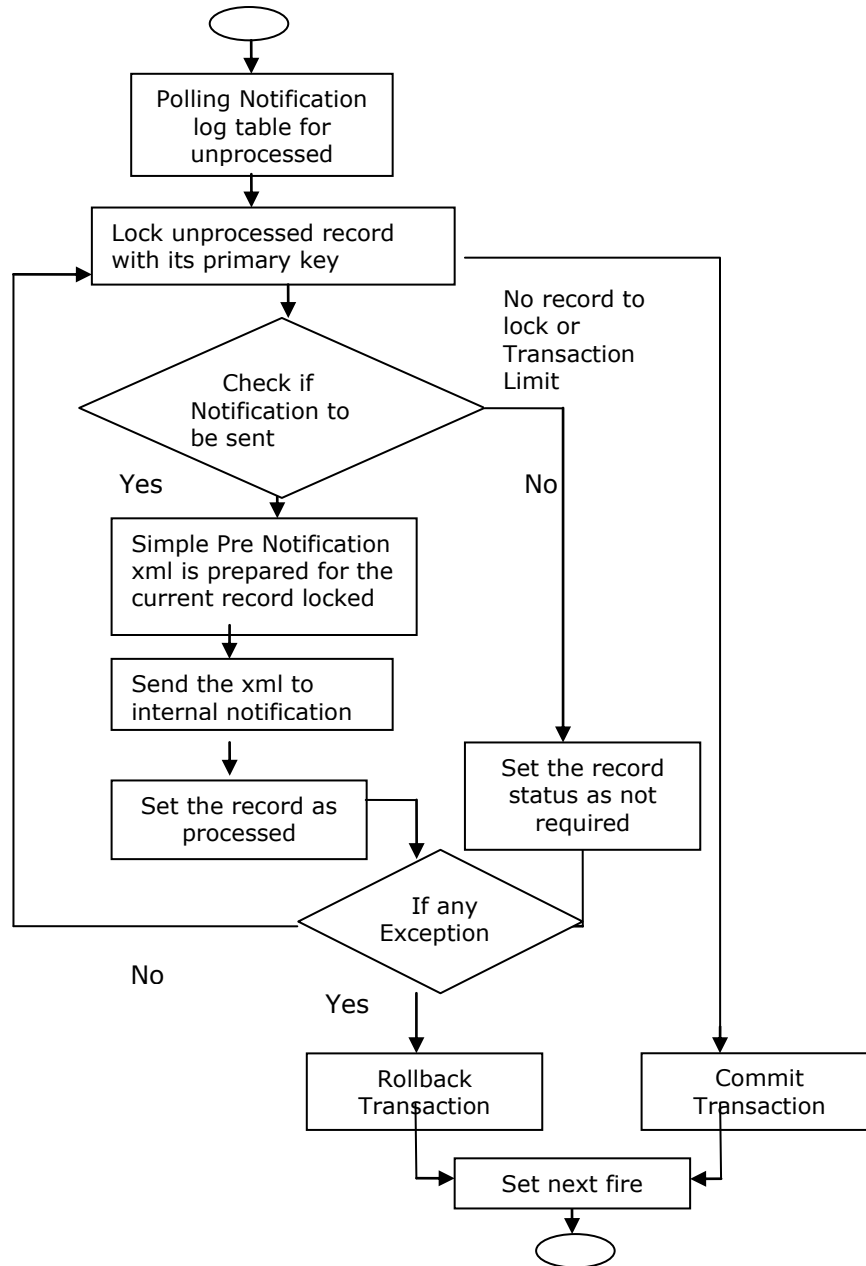 Polling Notification
log table for
unprocessed
Lock unprocessed record
with its primary key
No record to
lock or
Transaction
Limit
Check if
Notification to
be sent
Yes
No
Simple Pre Notification
xml is prepared for the
current record locked
Send the xml to
internal notification
Set the record as
processed
Set the record
status as not
required
If any
Exception
No
Yes
Rollback
Transaction
Commit
Transaction
Set next fire